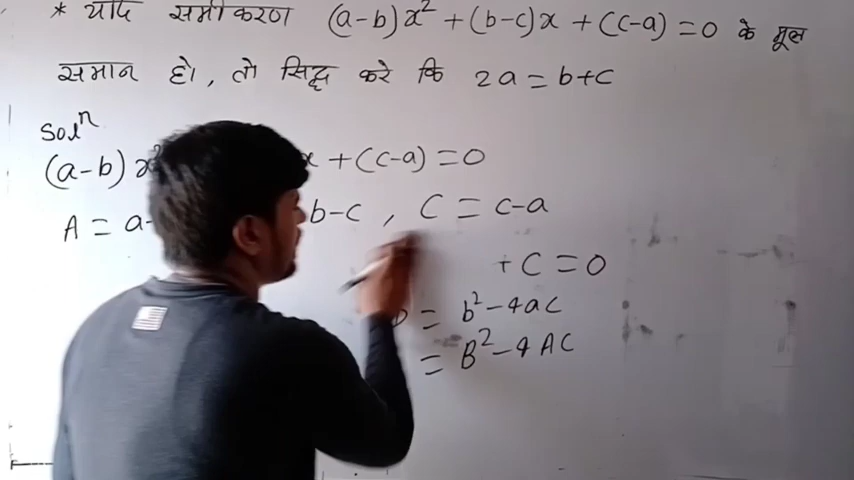 * यदि समीकरण (a-b)x² + (b-c)x + (c-a) = 0 के मूल
समान हो, तो सिद्ध करे कि 2a = b+c
Solⁿ
(a-b) x + (c-a) = 0
A = a- b-c , C = c-a
+ C = 0
= b² - 4ac
= B² - 4AC